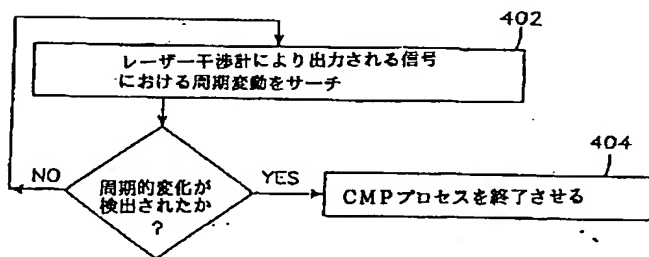 402
レーザー干渉計により出力される信号
における周期変動をサーチ
NO
YES
周期的変化が
検出されたか
?
404
CMPプロセスを終了させる